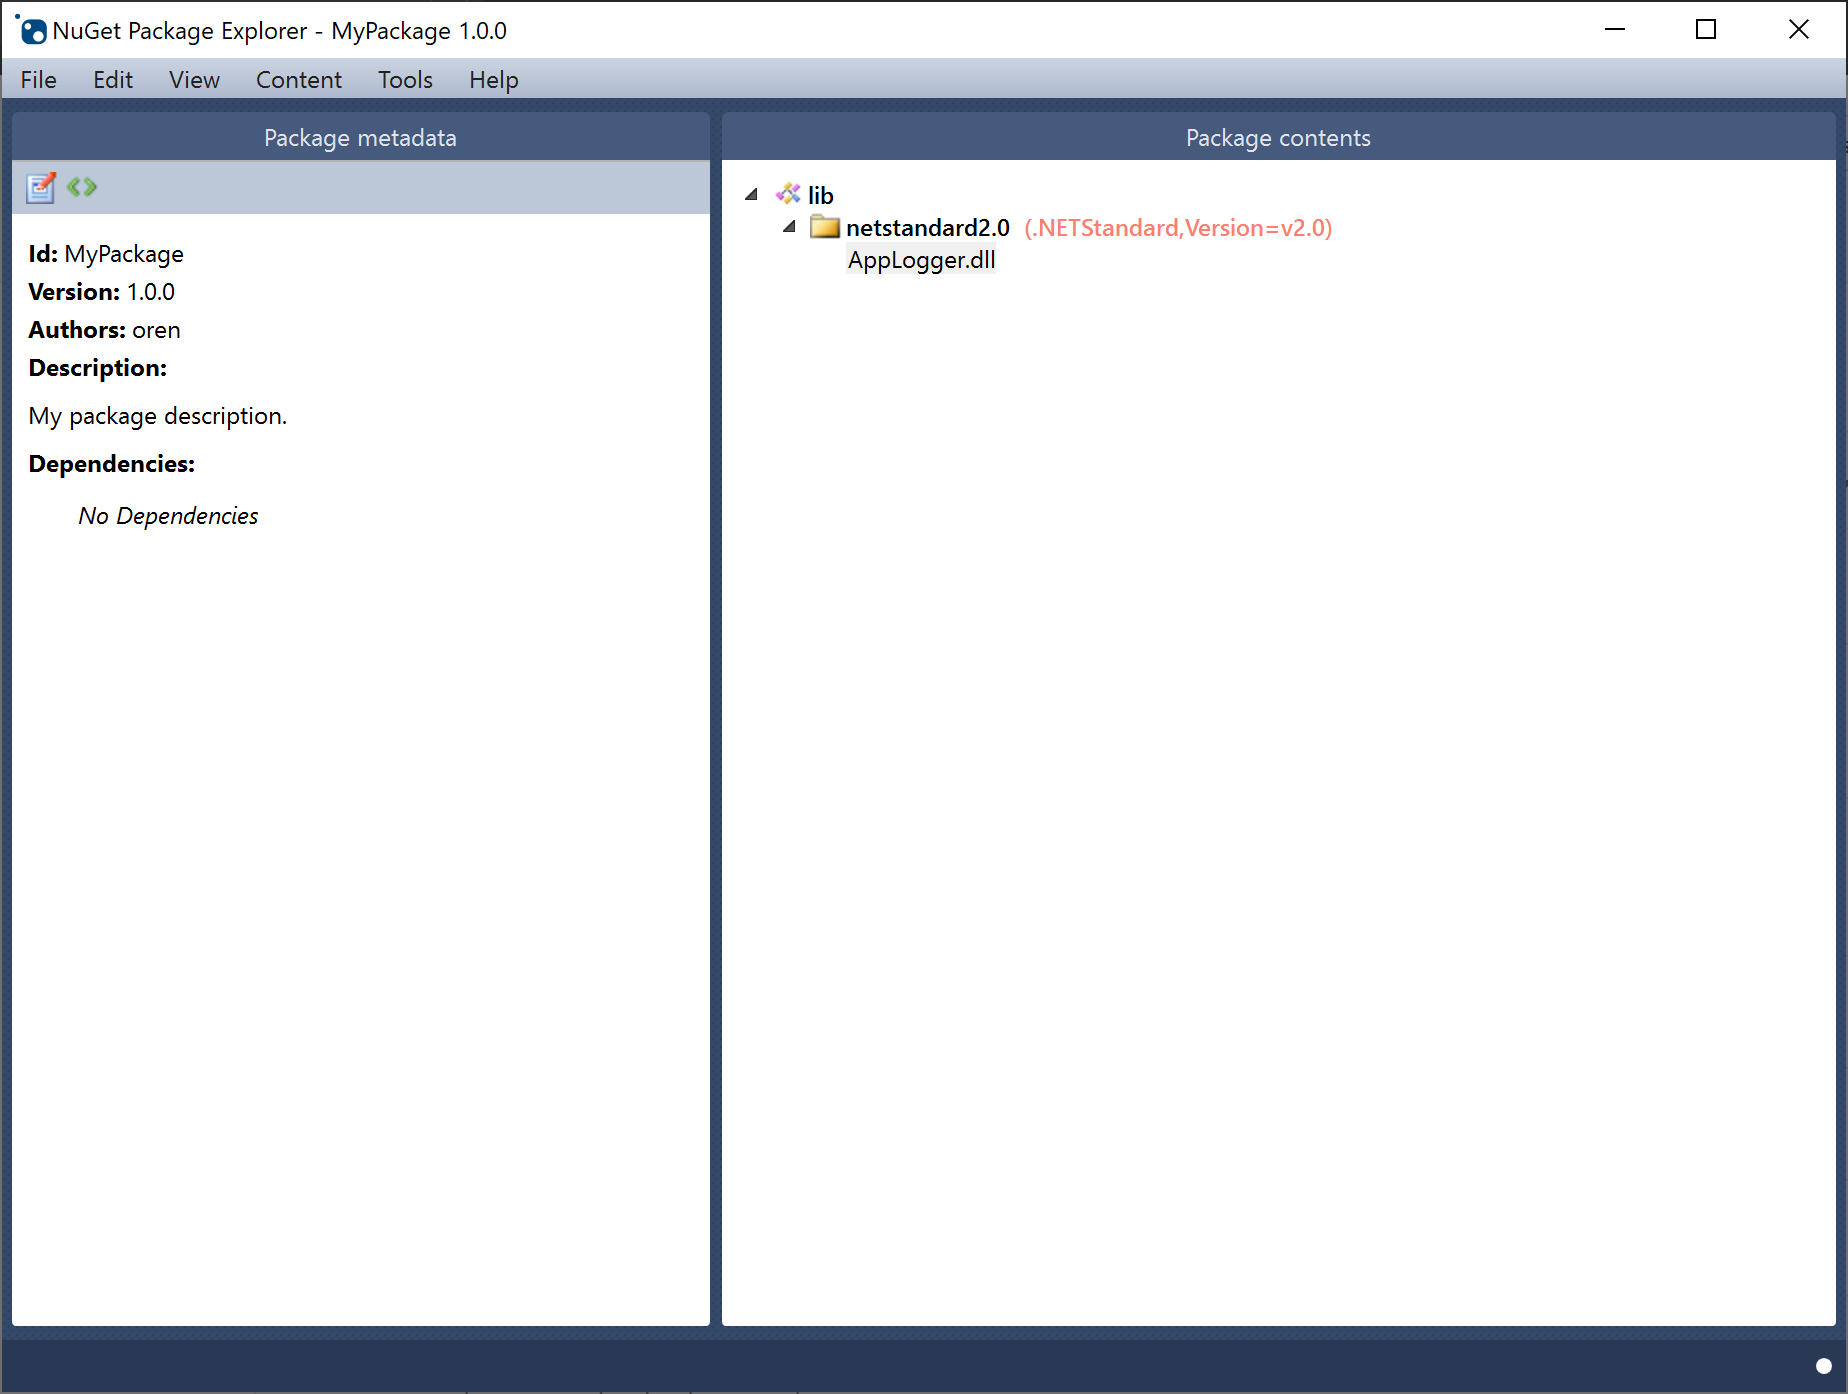 NuGet Package Explorer - MyPackage 1.0.0
File Edit View Content Tools Help
Package metadata
Id: MyPackage
Version: 1.0.0
Authors: oren
Description:
My package description.
Dependencies:
No Dependencies
Package contents
lib
netstandard2.0 (.NETStandard,Version=v2.0)
AppLogger.dll